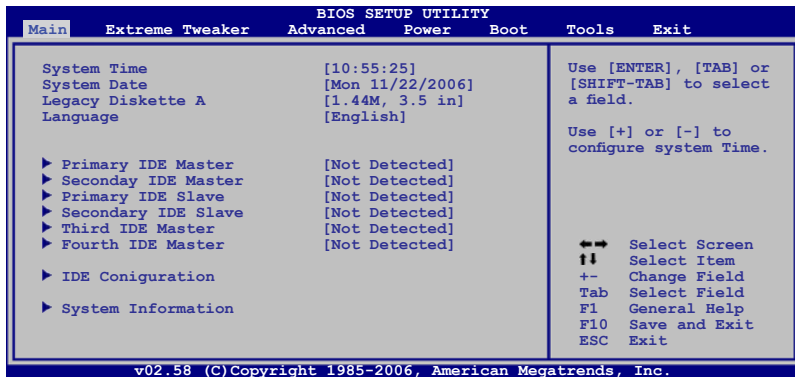 BIOS SETUP UTILITY
Main Extreme Tweaker Advanced Power Boot Tools Exit
System Time [10:55:25]
System Date [Mon 11/22/2006]
Legacy Diskette A [1.44M, 3.5 in]
Language [English]
Primary IDE Master [Not Detected]
Seconday IDE Master [Not Detected]
Primary IDE Slave [Not Detected]
Secondary IDE Slave [Not Detected]
Third IDE Master [Not Detected]
Fourth IDE Master [Not Detected]
IDE Coniguration
System Information
Use [ENTER], [TAB] or
[SHIFT-TAB] to select
a field.
Use [+] or [-] to
configure system Time.
←→ Select Screen
↑↓ Select Item
+- Change Field
Tab Select Field
F1 General Help
F10 Save and Exit
ESC Exit
v02.58 (C)Copyright 1985-2006, American Megatrends, Inc.